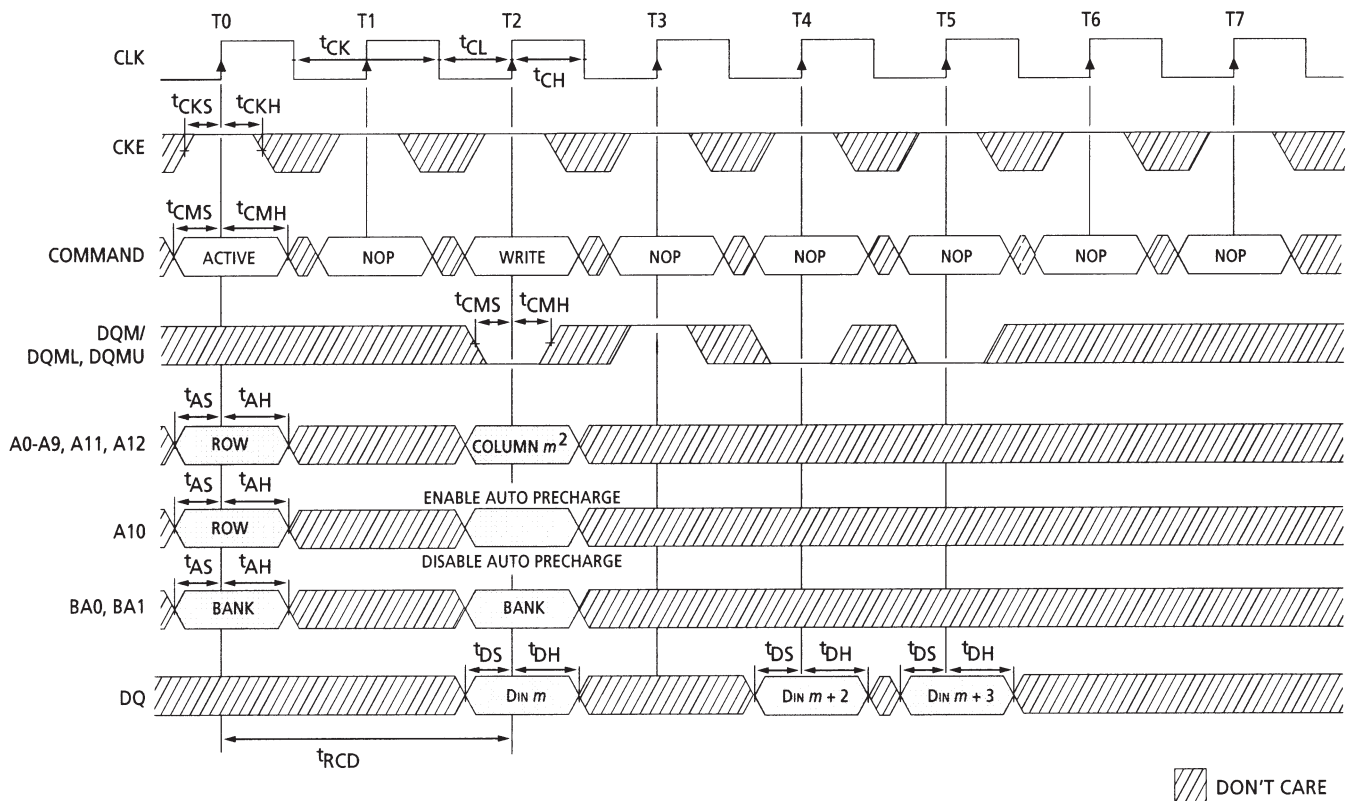 T0 T1 T2 T3 T4 T5 T6 T7
CLK tCK tCL tCH
tCKS tCKH
CKE
tCMS tCMH
COMMAND ACTIVE NOP WRITE NOP NOP NOP NOP NOP
tCMS tCMH
DQM/
DQML, DQMU
tAS tAH
A0-A9, A11, A12 ROW COLUMN m²
tAS tAH ENABLE AUTO PRECHARGE
A10 ROW
DISABLE AUTO PRECHARGE
tAS tAH
BA0, BA1 BANK BANK
tDS tDH tDS tDH tDS tDH
DQ DIN m DIN m + 2 DIN m + 3
tRCD
DON'T CARE